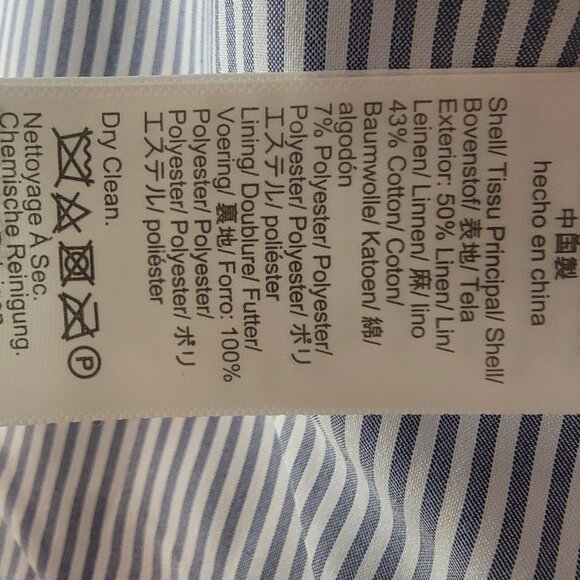 中国製
hecho en china
Shell/ Tissu Principal/ Shell/
Bovenstof/ 表地/ Tela
Exterior: 50% Linen/ Lin/
Leinen/ Linnen/ 麻/ lino
43% Cotton/ Coton/
Baumwolle/ Katoen/ 綿/
algodón
7% Polyester/ Polyester/
Polyester/ Polyester/ ポリ
エステル/ poliéster
Lining/ Doublure/ Futter/
Voering/ 裏地/ Forro: 100%
Polyester/ Polyester/
Polyester/ Polyester/ ポリ
エステル/ poliéster
Dry Clean.
P
Nettoyage À Sec.
Chemische Reinigung.